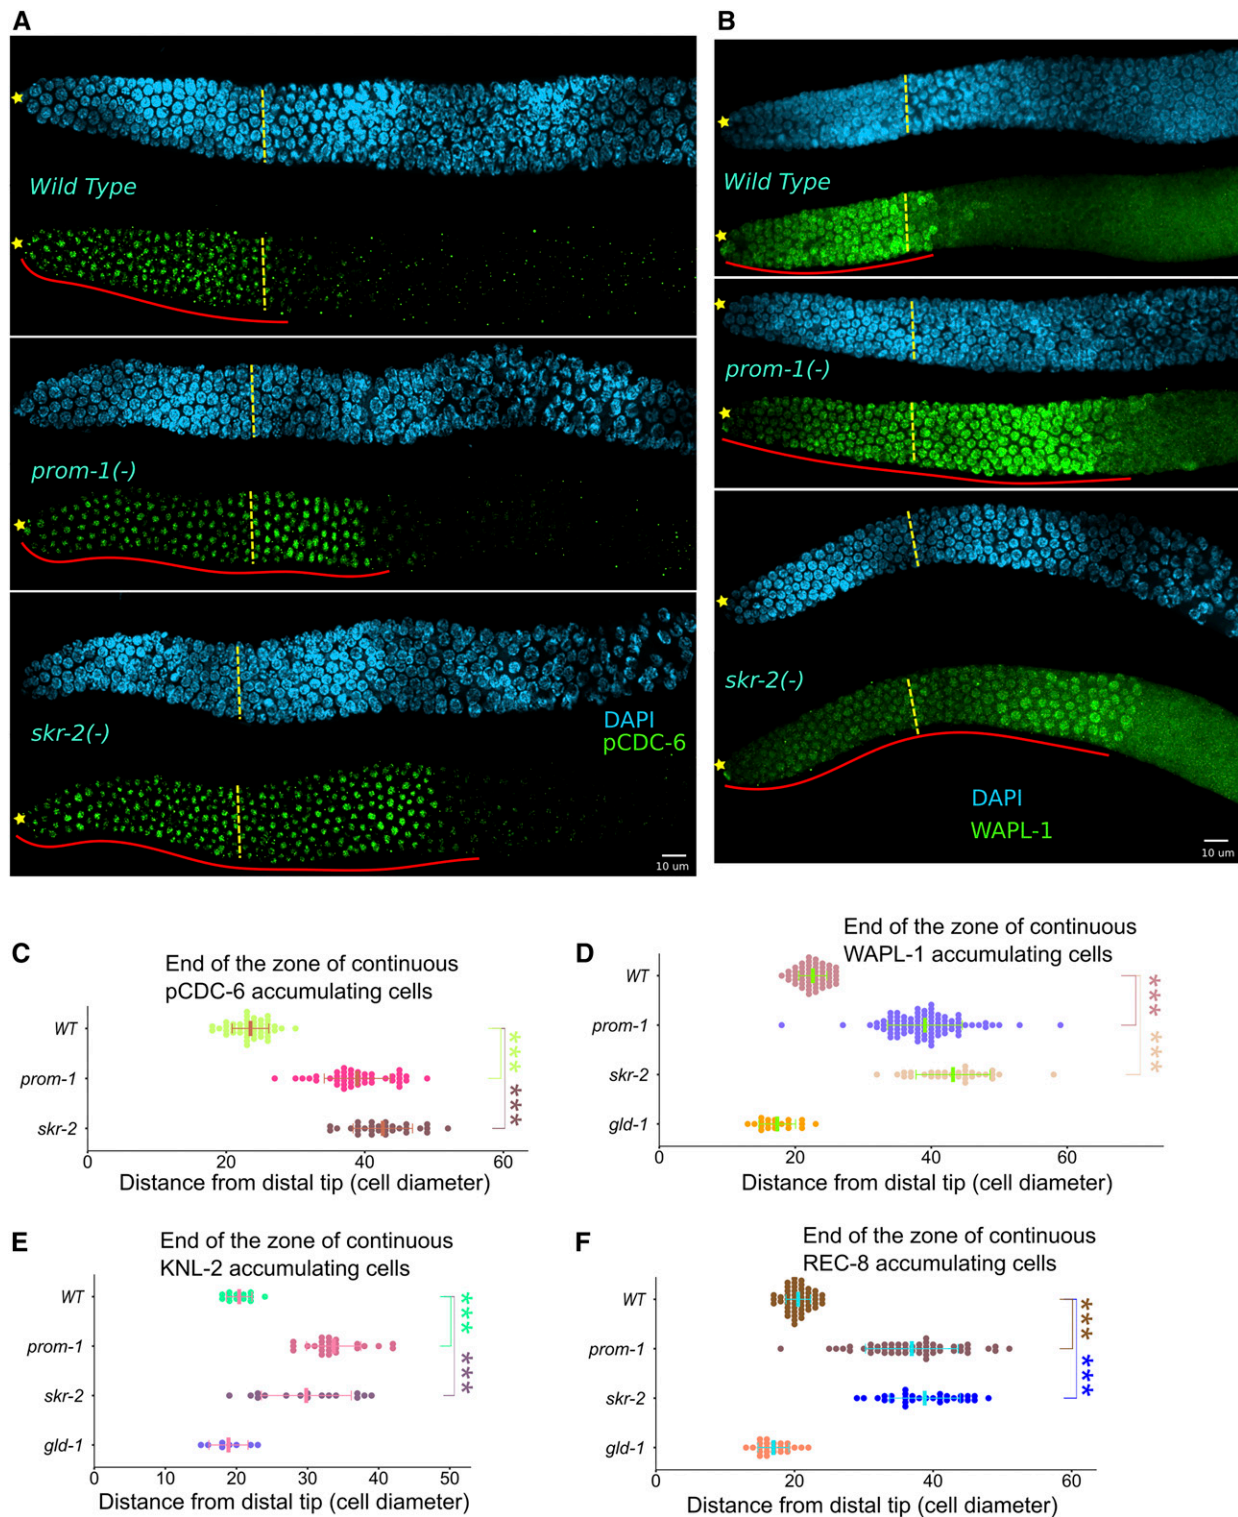 A
B
Wild Type
Wild Type
prom-1(-)
prom-1(-)
skr-2(-)
skr-2(-)
DAPI
pCDC-6
10 um
DAPI
WAPL-1
10 um
C
End of the zone of continuous
pCDC-6 accumulating cells
WT
prom-1
skr-2
***
***
0 20 40 60
Distance from distal tip (cell diameter)
D
End of the zone of continuous
WAPL-1 accumulating cells
WT
prom-1
skr-2
gld-1
***
***
0 20 40 60
Distance from distal tip (cell diameter)
E
End of the zone of continuous
KNL-2 accumulating cells
WT
prom-1
skr-2
gld-1
***
***
0 10 20 30 40 50
Distance from distal tip (cell diameter)
F
End of the zone of continuous
REC-8 accumulating cells
WT
prom-1
skr-2
gld-1
***
***
0 20 40 60
Distance from distal tip (cell diameter)